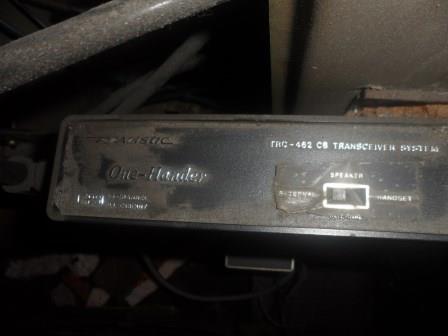 REALISTIC
TRC-462 CB TRANSCEIVER SYSTEM
One-Hander
SPEAKER
EXTERNAL
HANDSET